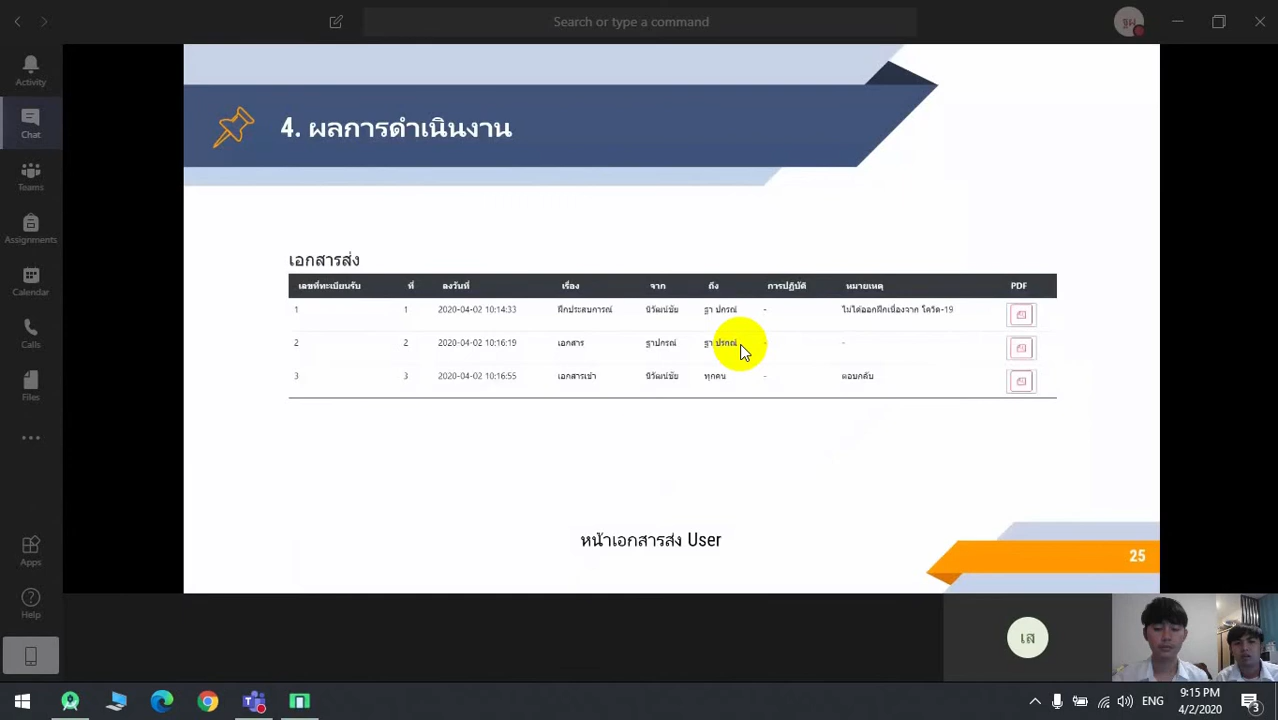 Search or type a command
ฐผ
Activity
Chat
Teams
Assignments
Calendar
Calls
Files
Apps
Help
4. ผลการดำเนินงาน
เอกสารส่ง
เลขที่ทะเบียนรับ ที่ ลงวันที่ เรื่อง จาก ถึง การปฏิบัติ หมายเหตุ PDF
1 1 2020-04-02 10:14:33 ฝึกประสบการณ์ นิวัฒน์ชัย ฐา ปกรณ์ - ไม่ได้ออกฝึกเนื่องจาก โควิด-19
2 2 2020-04-02 10:16:19 เอกสาร ฐาปกรณ์ ฐา ปรกณ์ - -
3 3 2020-04-02 10:16:55 เอกสารเข้า นิวัฒน์ชัย ทุกคน - ตอบกลับ
หน้าเอกสารส่ง User
25
เส
ENG
9:15 PM
4/2/2020
3